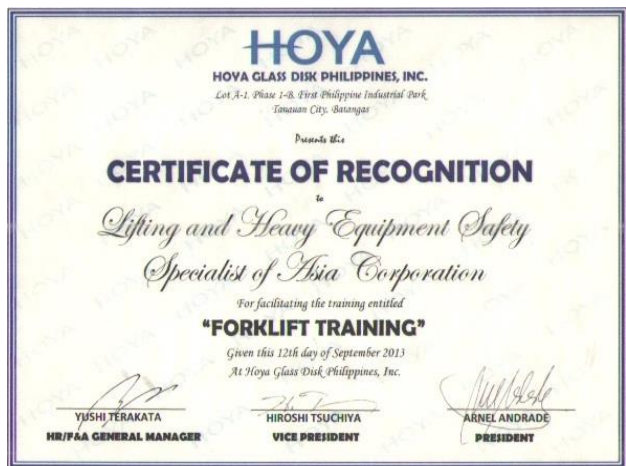 HOYA
HOYA GLASS DISK PHILIPPINES, INC.
Lot A-1, Phase 1-B, First Philippine Industrial Park
Tanauan City, Batangas
Presents this
CERTIFICATE OF RECOGNITION
to
Lifting and Heavy Equipment Safety
Specialist of Asia Corporation
For facilitating the training entitled
"FORKLIFT TRAINING"
Given this 12th day of September 2013
At Hoya Glass Disk Philippines, Inc.
YUSHI TERAKATA HIROSHI TSUCHIYA ARNEL ANDRADE
HR/F&A GENERAL MANAGER VICE PRESIDENT PRESIDENT